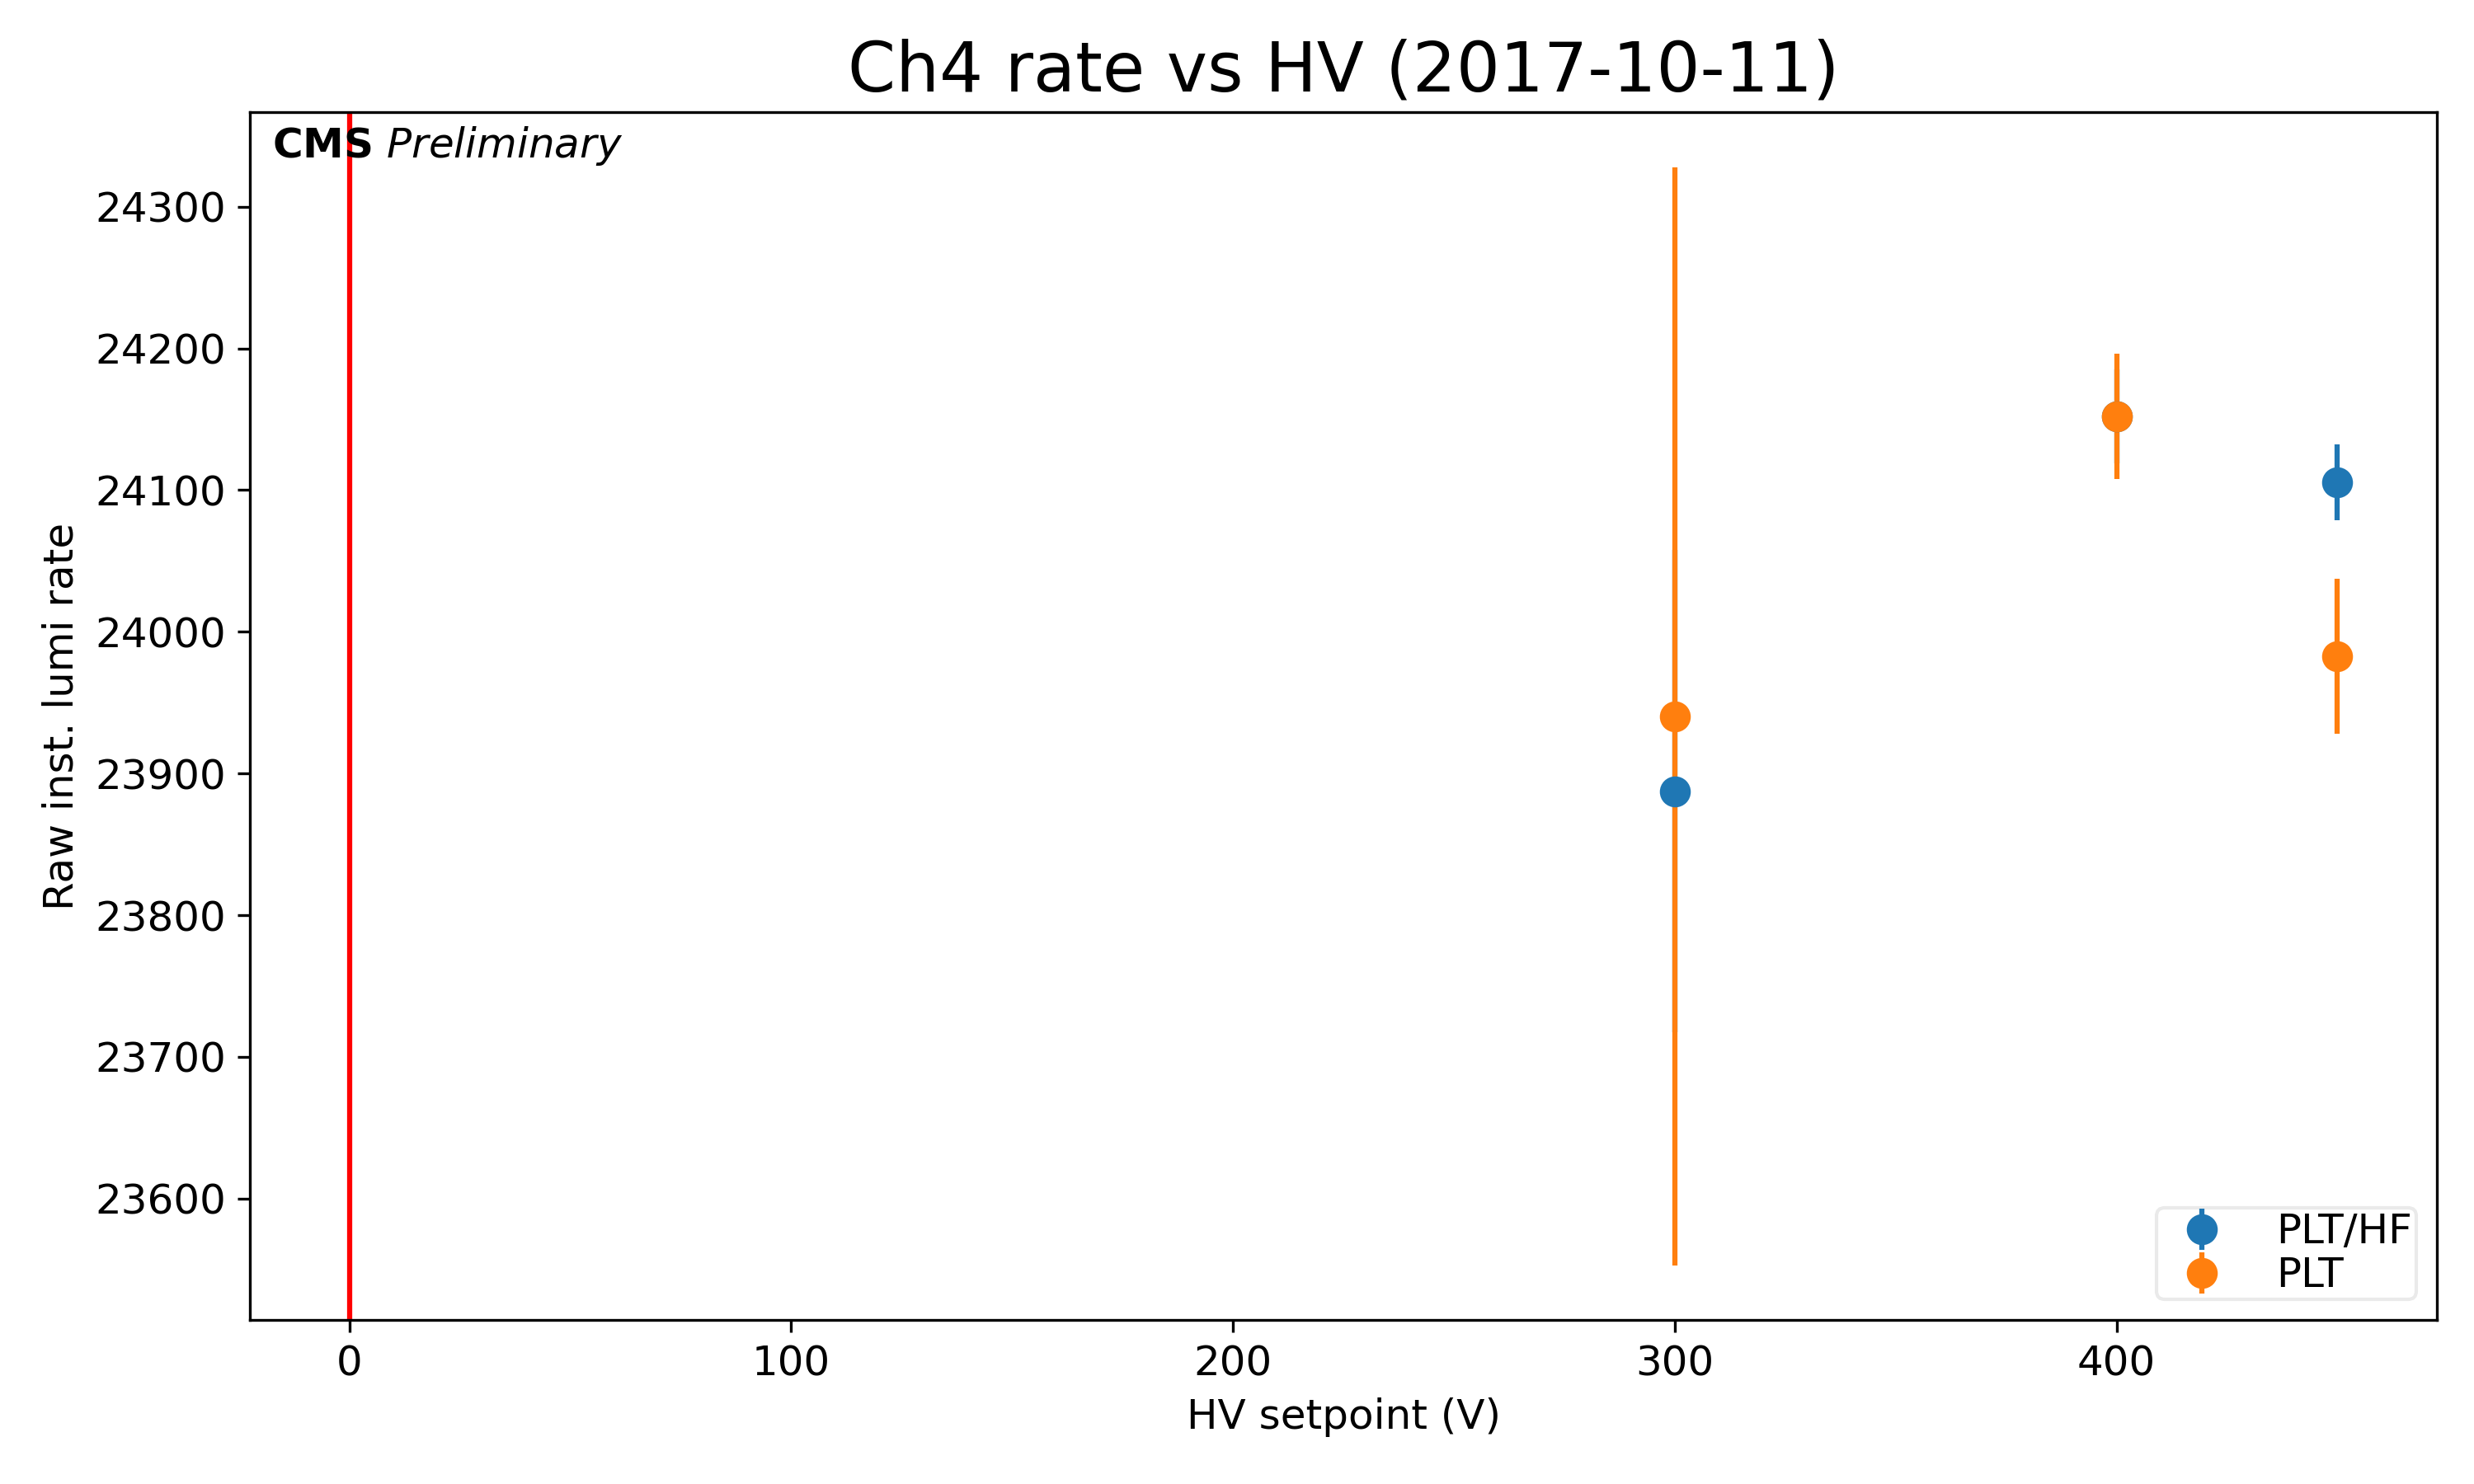 Ch4 rate vs HV (2017-10-11)
CMS Preliminary
24300
24200
24100
24000
23900
23800
23700
23600
Raw inst. lumi rate
0 100 200 300 400
HV setpoint (V)
PLT/HF
PLT